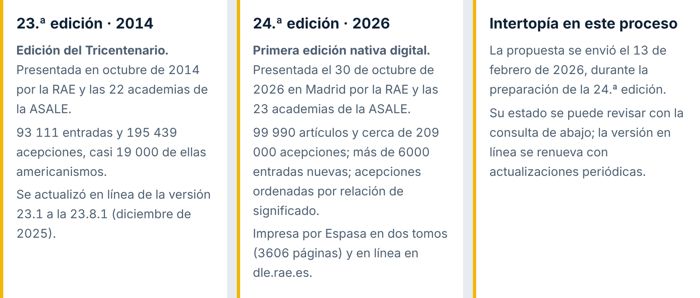 23.ª edición · 2014
Edición del Tricentenario.
Presentada en octubre de 2014
por la RAE y las 22 academias de
la ASALE.
93 111 entradas y 195 439
acepciones, casi 19 000 de ellas
americanismos.
Se actualizó en línea de la versión
23.1 a la 23.8.1 (diciembre de
2025).
24.ª edición · 2026
Primera edición nativa digital.
Presentada el 30 de octubre de
2026 en Madrid por la RAE y las
23 academias de la ASALE.
99 990 artículos y cerca de 209
000 acepciones; más de 6000
entradas nuevas; acepciones
ordenadas por relación de
significado.
Impresa por Espasa en dos tomos
(3606 páginas) y en línea en
dle.rae.es.
Intertopía en este proceso
La propuesta se envió el 13 de
febrero de 2026, durante la
preparación de la 24.ª edición.
Su estado se puede revisar con la
consulta de abajo; la versión en
línea se renueva con
actualizaciones periódicas.